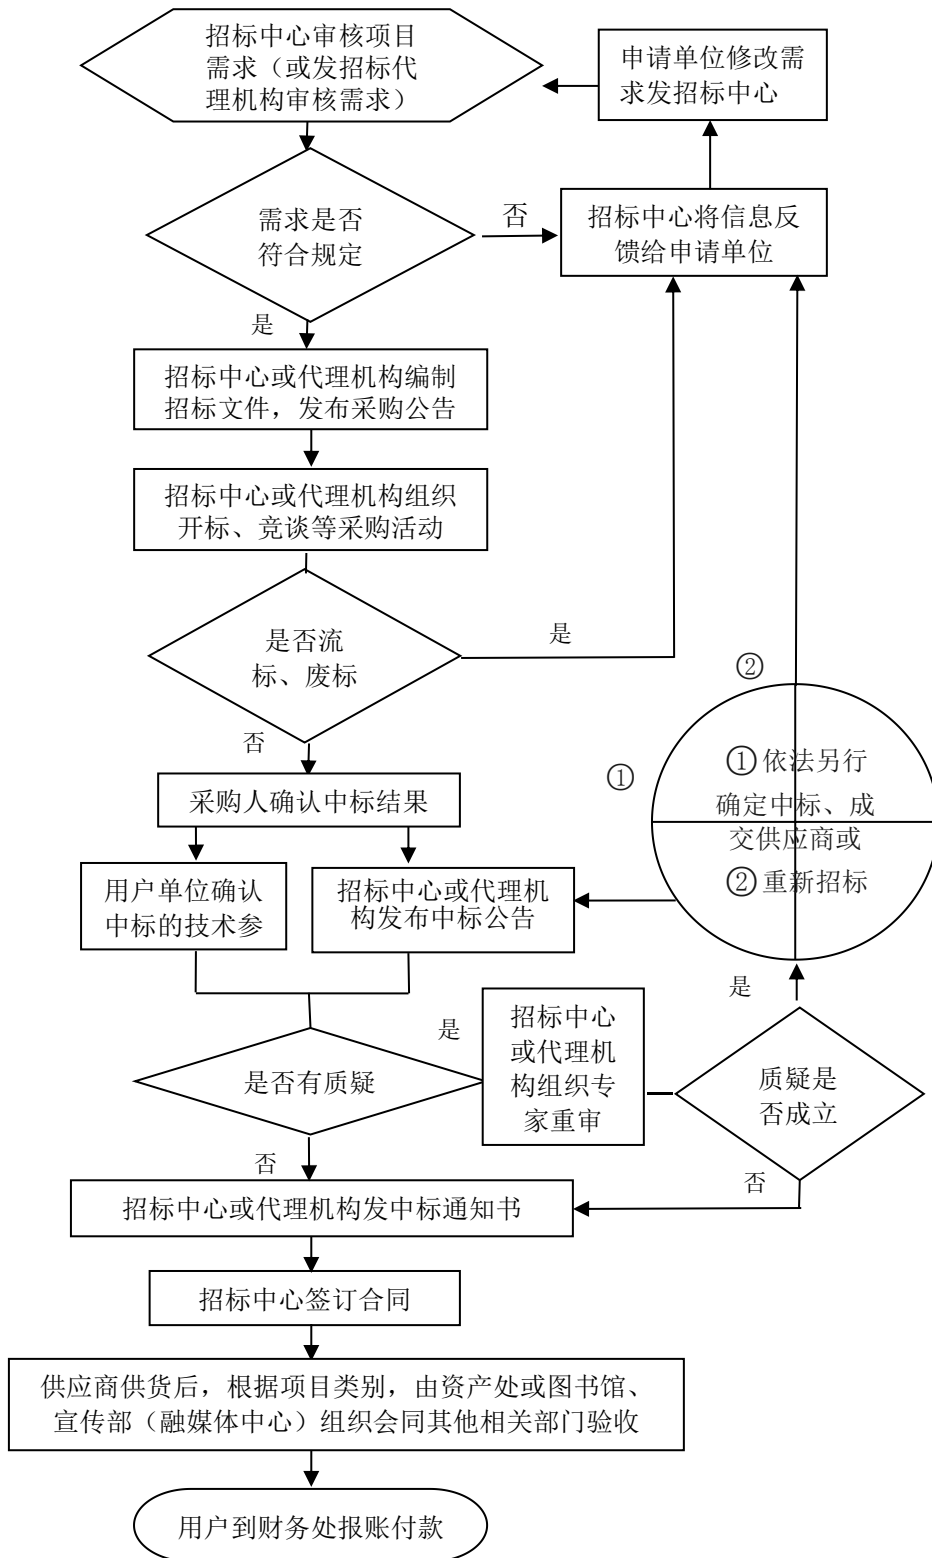 招标中心审核项目
需求（或发招标代
理机构审核需求）
申请单位修改需
求发招标中心
需求是否
符合规定
否
招标中心将信息反
馈给申请单位
是
招标中心或代理机构编制
招标文件，发布采购公告
招标中心或代理机构组织
开标、竞谈等采购活动
是否流
标、废标
是
②
否
①
①依法另行
确定中标、成
交供应商或
②重新招标
采购人确认中标结果
用户单位确认
中标的技术参
招标中心或代理机
构发布中标公告
是
是否有质疑
是
招标中心
或代理机
构组织专
家重审
质疑是
否成立
否
否
招标中心或代理机构发中标通知书
招标中心签订合同
供应商供货后，根据项目类别，由资产处或图书馆、
宣传部（融媒体中心）组织会同其他相关部门验收
用户到财务处报账付款